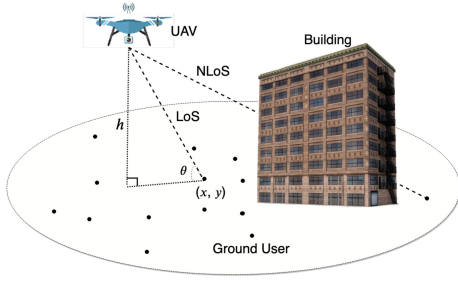 UAV
Building
NLoS
LoS
h
θ
(x, y)
Ground User